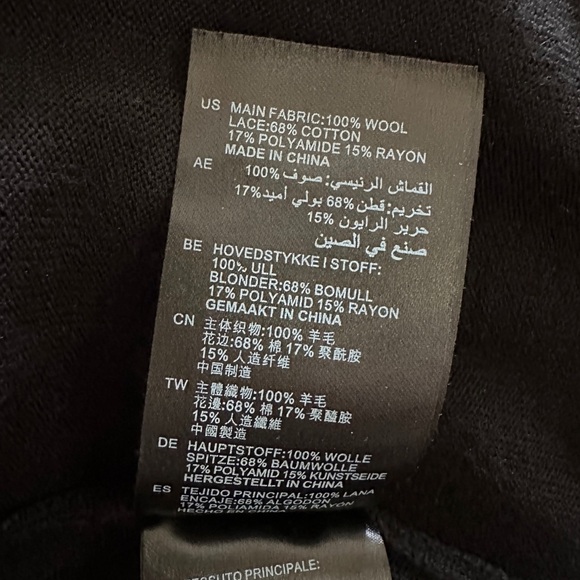 US MAIN FABRIC:100% WOOL
LACE:68% COTTON
17% POLYAMIDE 15% RAYON
MADE IN CHINA
AE القماش الرئيسي: صوف %100
تخريم: قطن %68 بولي أميد %17
حرير الرايون %15
صنع في الصين
BE HOVEDSTYKKE I STOFF:
100% ULL
BLONDER:68% BOMULL
17% POLYAMID 15% RAYON
GEMAAKT IN CHINA
CN 主体织物:100% 羊毛
花边:68% 棉 17% 聚酰胺
15% 人造纤维
中国制造
TW 主體織物:100% 羊毛
花邊:68% 棉 17% 聚醯胺
15% 人造纖維
中國製造
DE HAUPTSTOFF:100% WOLLE
SPITZE:68% BAUMWOLLE
17% POLYAMID 15% KUNSTSEIDE
HERGESTELLT IN CHINA
ES TEJIDO PRINCIPAL:100% LANA
ENCAJE:68% ALGODON
17% POLIAMIDA 15% RAYON
HECHO EN CHINA
PRINCIPALE: